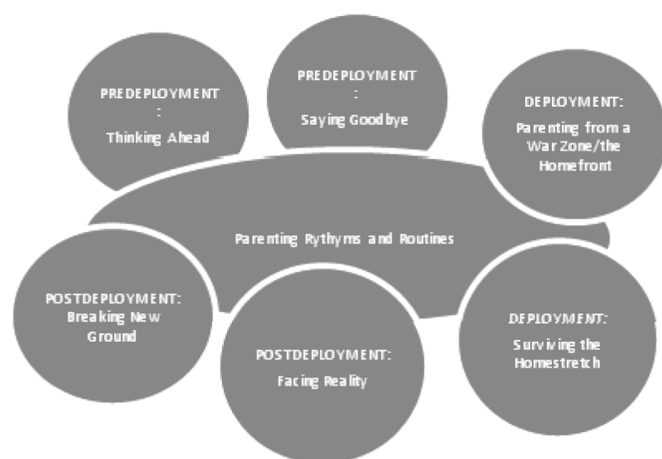 PREDEPLOYMENT
:
Thinking Ahead
PREDEPLOYMENT
:
Saying Goodbye
DEPLOYMENT:
Parenting from a
War Zone/the
Homefront
Parenting Rythyms and Routines
POSTDEPLOYMENT:
Breaking New
Ground
POSTDEPLOYMENT:
Facing Reality
DEPLOYMENT:
Surviving the
Homestretch